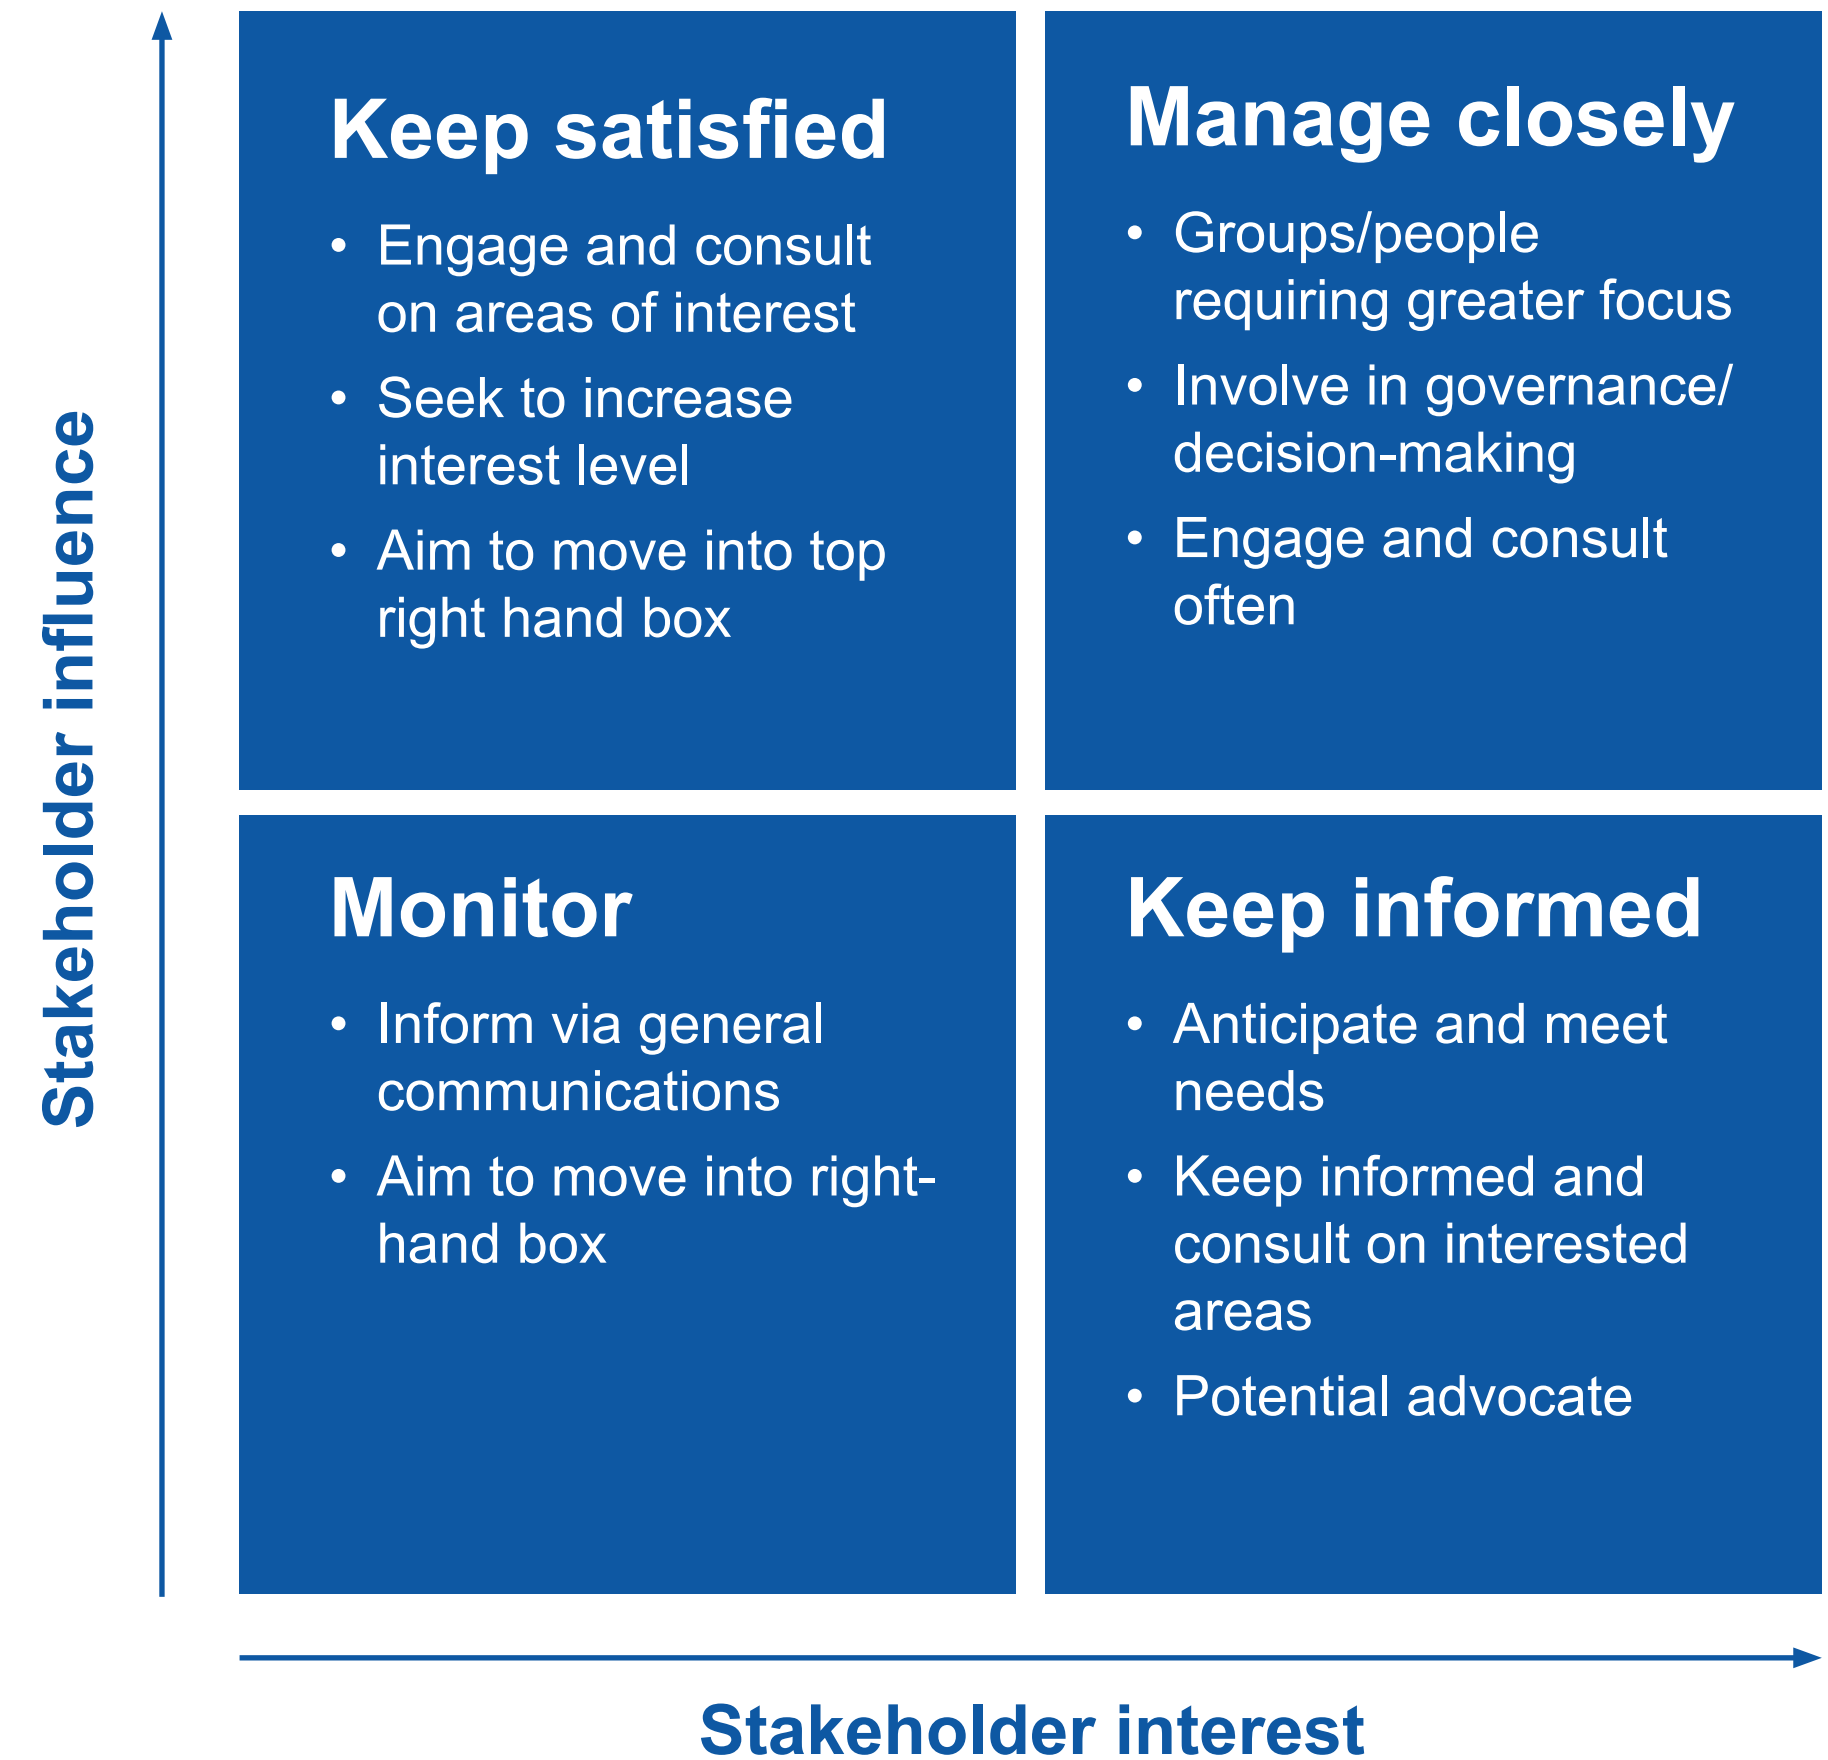 Stakeholder influence
Keep satisfied
• Engage and consult
on areas of interest
• Seek to increase
interest level
• Aim to move into top
right hand box
Manage closely
• Groups/people
requiring greater focus
• Involve in governance/
decision-making
• Engage and consult
often
Monitor
• Inform via general
communications
• Aim to move into right-
hand box
Keep informed
• Anticipate and meet
needs
• Keep informed and
consult on interested
areas
• Potential advocate
Stakeholder interest